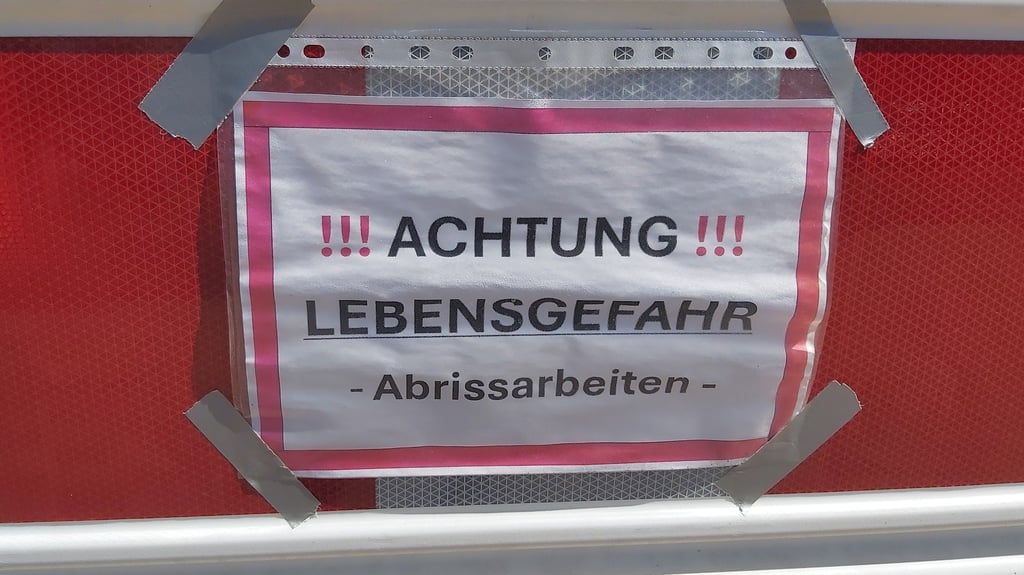 !!! ACHTUNG !!!
LEBENSGEFAHR
- Abrissarbeiten -